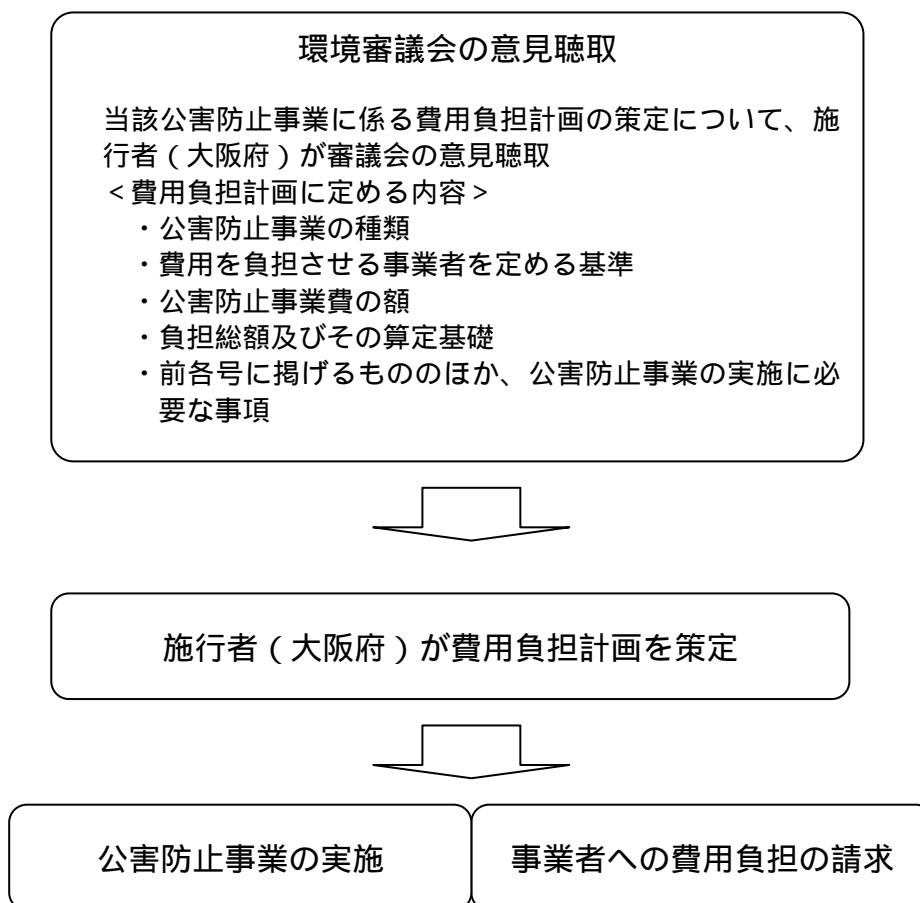 環境審議会の意見聴取
当該公害防止事業に係る費用負担計画の策定について、施
行者（大阪府）が審議会の意見聴取
＜費用負担計画に定める内容＞
・公害防止事業の種類
・費用を負担させる事業者を定める基準
・公害防止事業費の額
・負担総額及びその算定基礎
・前各号に掲げるもののほか、公害防止事業の実施に必
要な事項
施行者（大阪府）が費用負担計画を策定
公害防止事業の実施
事業者への費用負担の請求